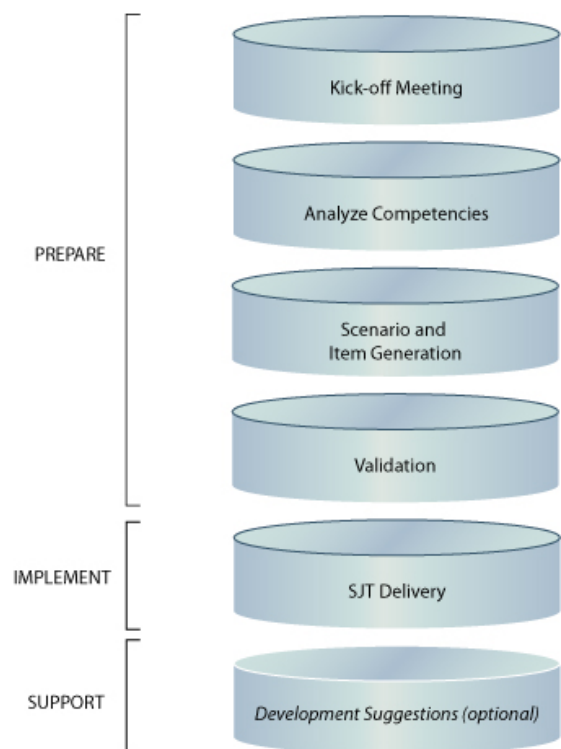 Kick-off Meeting
Analyze Competencies
PREPARE
Scenario and
Item Generation
Validation
IMPLEMENT
SJT Delivery
SUPPORT
Development Suggestions (optional)